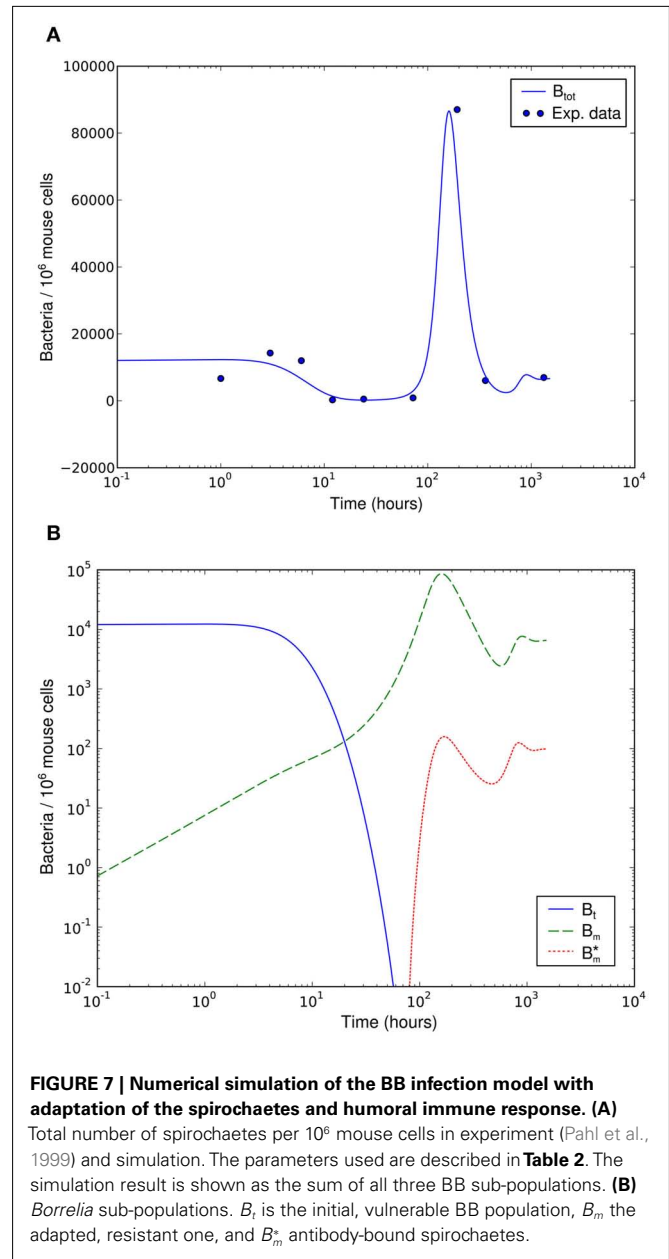 A
100000
80000
60000
40000
20000
0
−20000
Bacteria / 10⁶ mouse cells
B_tot
Exp. data
10⁻¹ 10⁰ 10¹ 10² 10³ 10⁴
Time (hours)
B
10⁵
10⁴
10³
10²
10¹
10⁰
10⁻¹
10⁻²
Bacteria / 10⁶ mouse cells
B_t
B_m
B*_m
10⁻¹ 10⁰ 10¹ 10² 10³ 10⁴
Time (hours)
FIGURE 7 | Numerical simulation of the BB infection model with
adaptation of the spirochaetes and humoral immune response. (A)
Total number of spirochaetes per 10⁶ mouse cells in experiment (Pahl et al.,
1999) and simulation. The parameters used are described in Table 2. The
simulation result is shown as the sum of all three BB sub-populations. (B)
Borrelia sub-populations. B_t is the initial, vulnerable BB population, B_m the
adapted, resistant one, and B*_m antibody-bound spirochaetes.